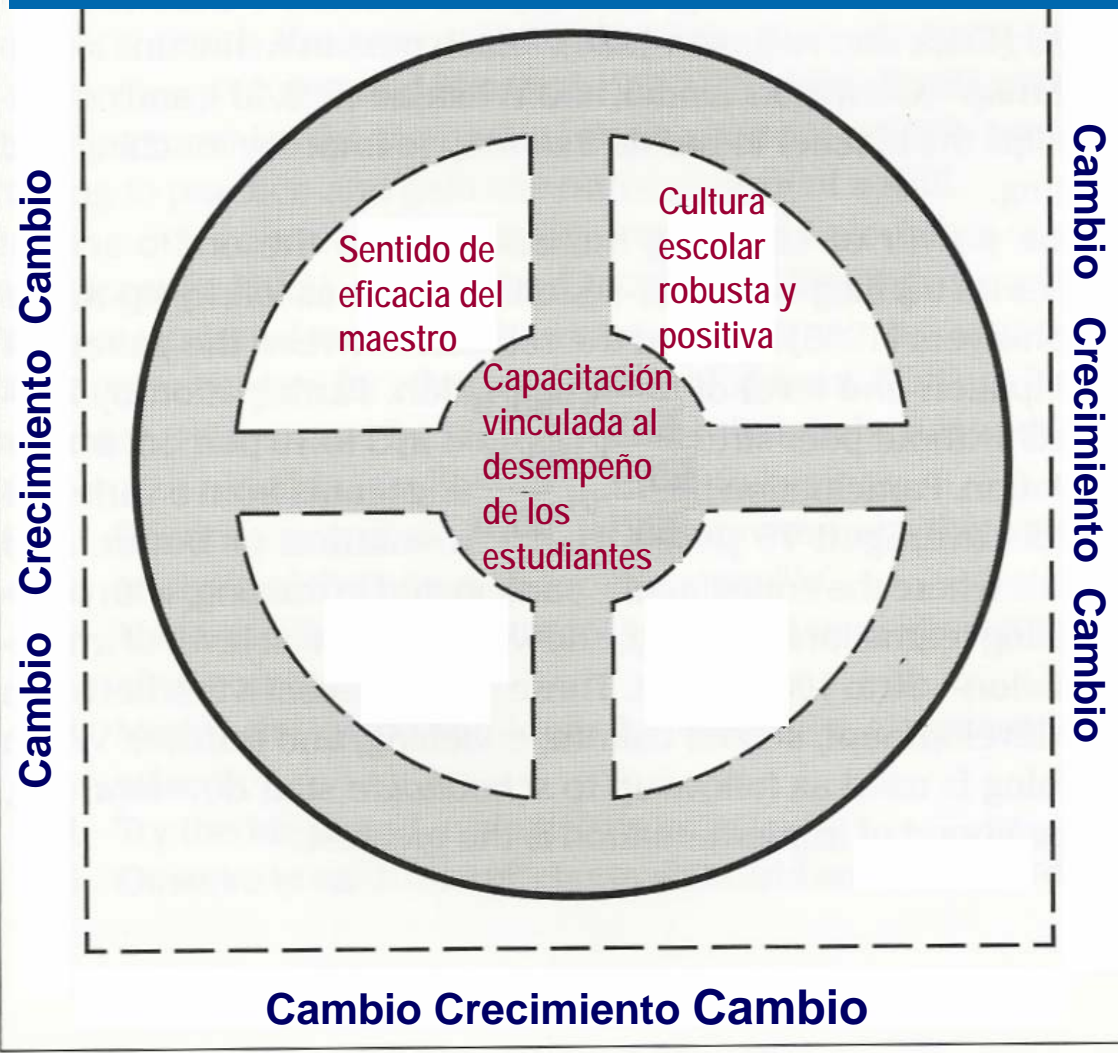 Sentido de
eficacia del
maestro
Cultura
escolar
robusta y
positiva
Capacitación
vinculada al
desempeño
de los
estudiantes
Cambio Crecimiento Cambio
Cambio Crecimiento Cambio
Cambio Crecimiento Cambio